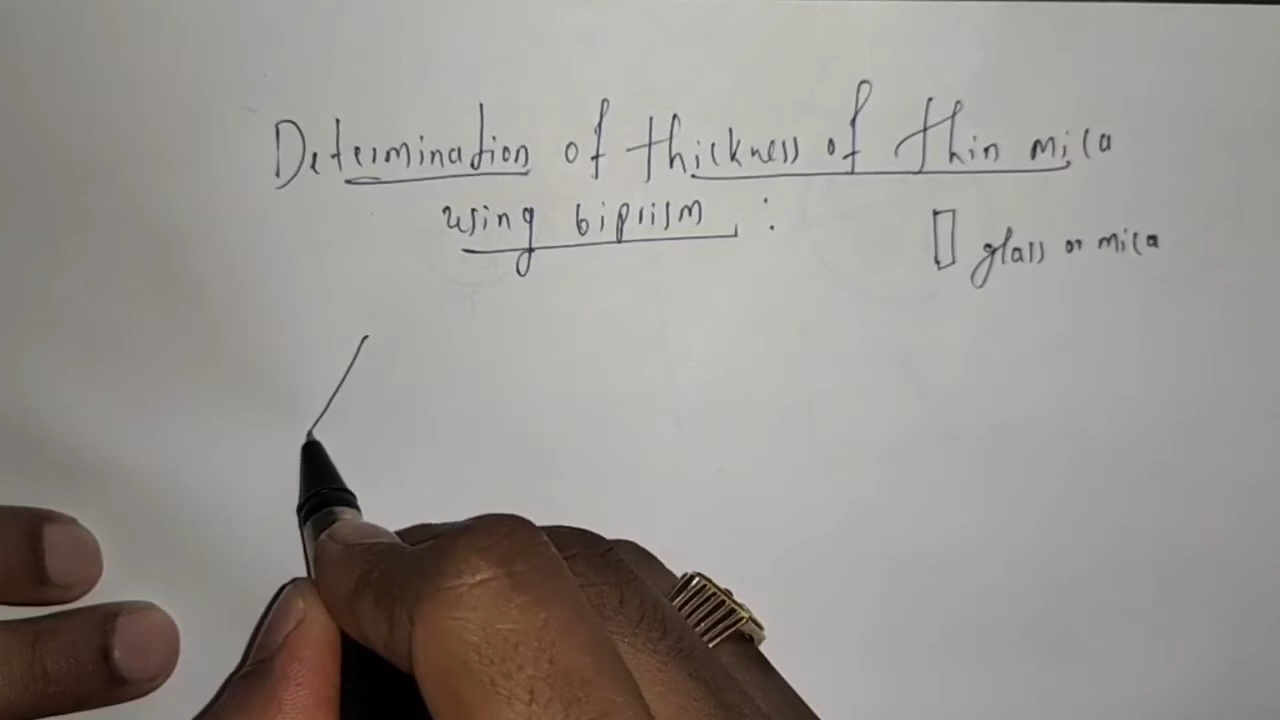 Determination of thickness of thin mica
using biprism :
glass or mica